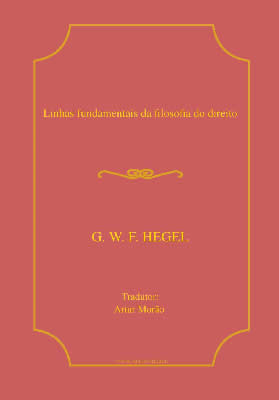 Linhas fundamentais da filosofia do direito
G. W. F. HEGEL
Tradutor:
Artur Morão